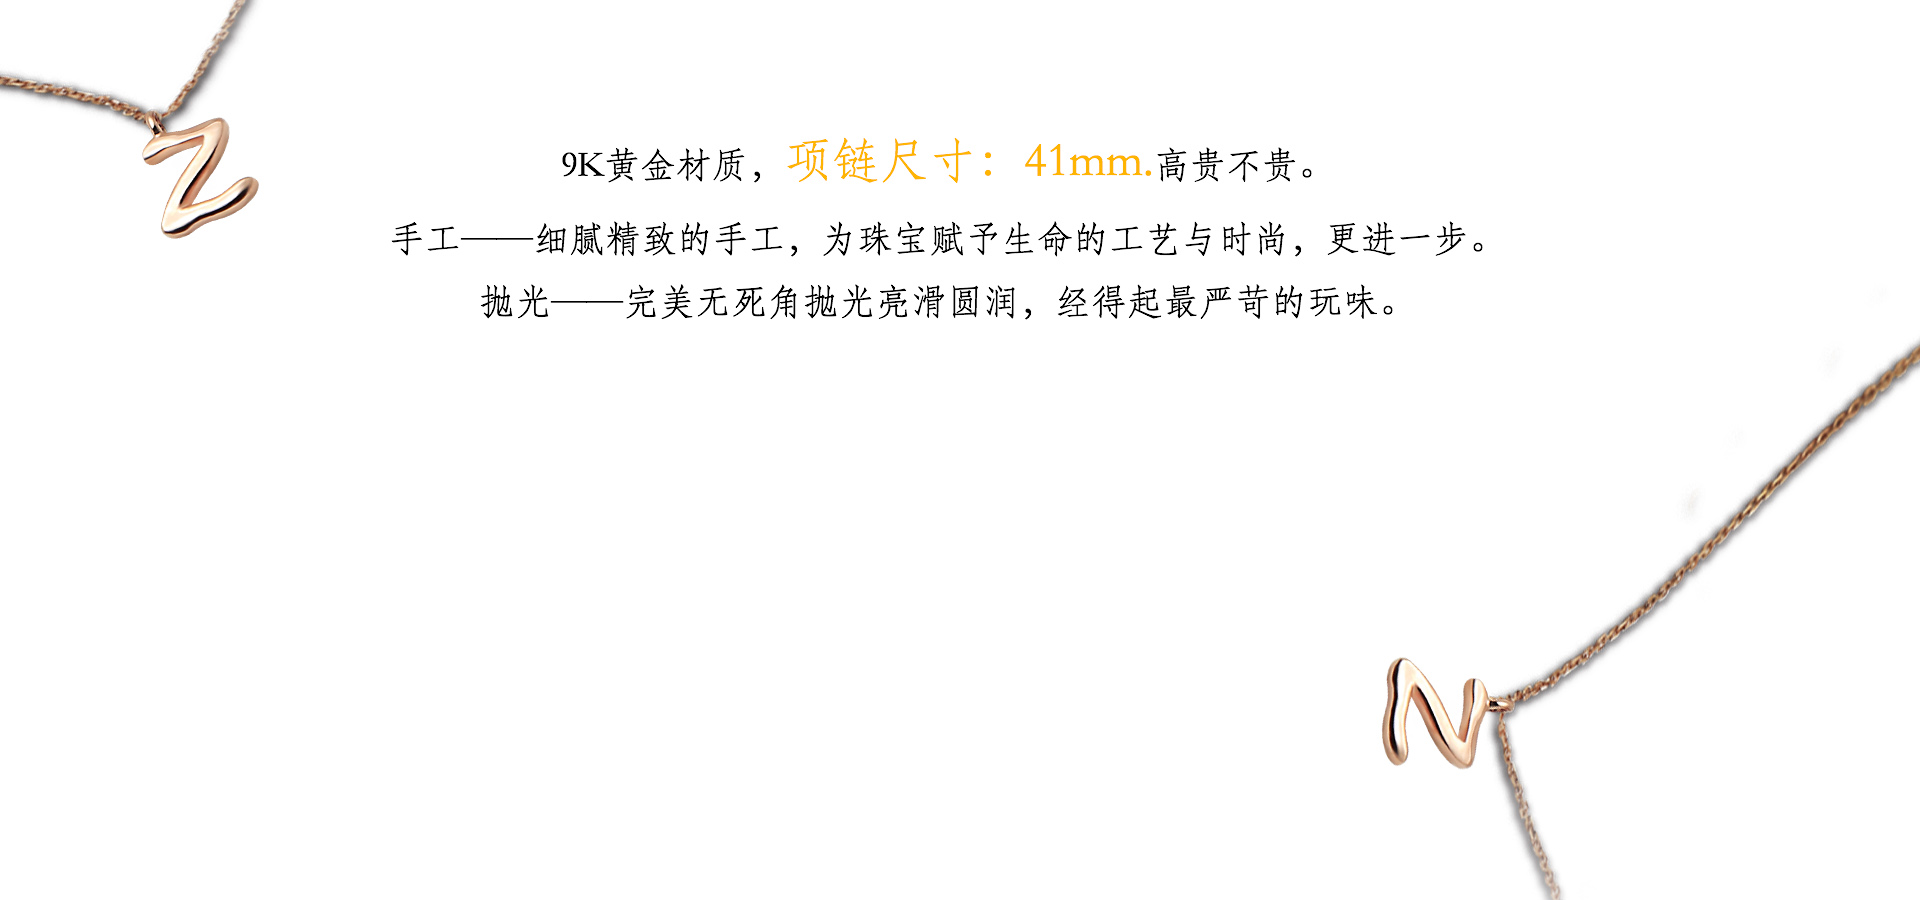 9K黄金材质，项链尺寸：41mm.高贵不贵。
手工——细腻精致的手工，为珠宝赋予生命的工艺与时尚，更进一步。
抛光——完美无死角抛光亮滑圆润，经得起最严苛的玩味。